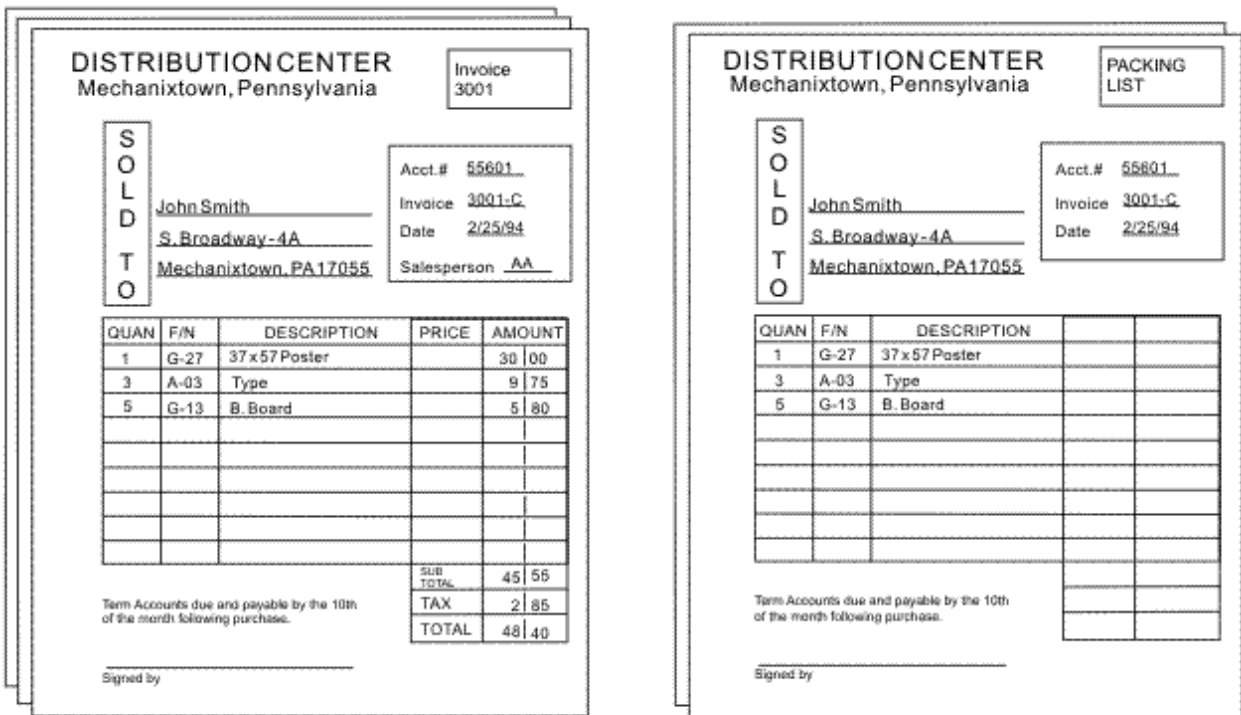 DISTRIBUTION CENTER
Mechanixtown, Pennsylvania
Invoice
3001
SOLD TO
John Smith
S. Broadway - 4A
Mechanixtown, PA 17055
Acct.# 55601
Invoice 3001-C
Date 2/25/94
Salesperson AA
QUAN F/N DESCRIPTION PRICE AMOUNT
1 G-27 37 x 57 Poster 30 00
3 A-03 Type 9 75
5 G-13 B. Board 5 80
SUB TOTAL 45 55
TAX 2 85
TOTAL 48 40
Term Accounts due and payable by the 10th
of the month following purchase.
Signed by
DISTRIBUTION CENTER
Mechanixtown, Pennsylvania
PACKING
LIST
SOLD TO
John Smith
S. Broadway - 4A
Mechanixtown, PA 17055
Acct.# 55601
Invoice 3001-C
Date 2/25/94
QUAN F/N DESCRIPTION
1 G-27 37 x 57 Poster
3 A-03 Type
5 G-13 B. Board
Term Accounts due and payable by the 10th
of the month following purchase.
Signed by